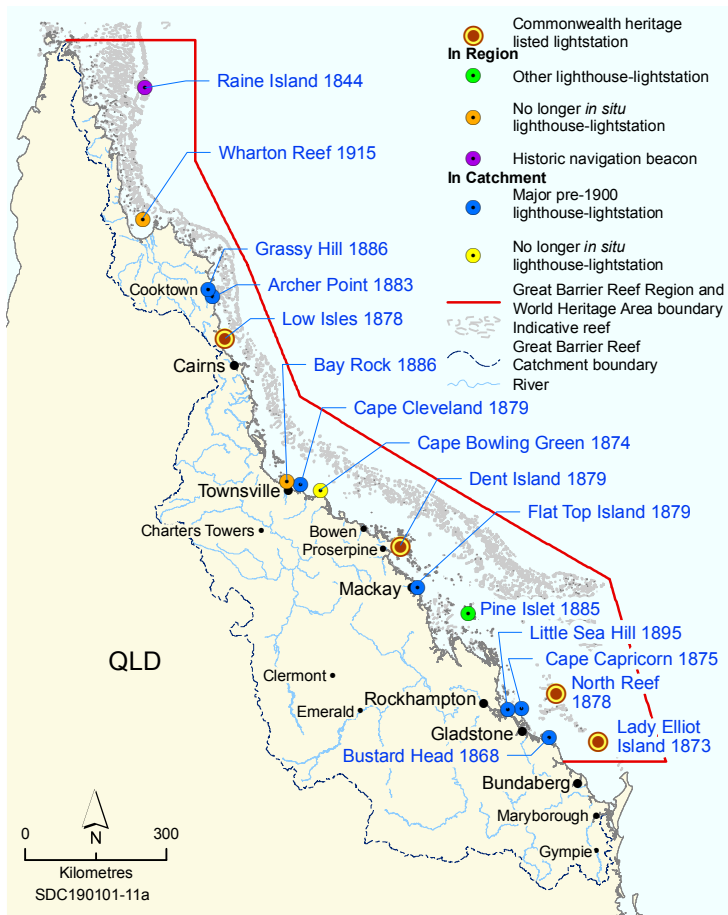 Commonwealth heritage
listed lightstation
In Region
Other lighthouse-lightstation
No longer in situ
lighthouse-lightstation
Historic navigation beacon
In Catchment
Major pre-1900
lighthouse-lightstation
No longer in situ
lighthouse-lightstation
Great Barrier Reef Region and
World Heritage Area boundary
Indicative reef
Great Barrier Reef
Catchment boundary
River
Raine Island 1844
Wharton Reef 1915
Grassy Hill 1886
Cooktown
Archer Point 1883
Low Isles 1878
Cairns
Bay Rock 1886
Cape Cleveland 1879
Cape Bowling Green 1874
Townsville
Dent Island 1879
Charters Towers
Bowen
Flat Top Island 1879
Proserpine
Mackay
Pine Islet 1885
Little Sea Hill 1895
QLD
Cape Capricorn 1875
Clermont
North Reef
1878
Rockhampton
Emerald
Lady Elliot
Island 1873
Gladstone
Bustard Head 1868
Bundaberg
Maryborough
Gympie
N
0 300
Kilometres
SDC190101-11a